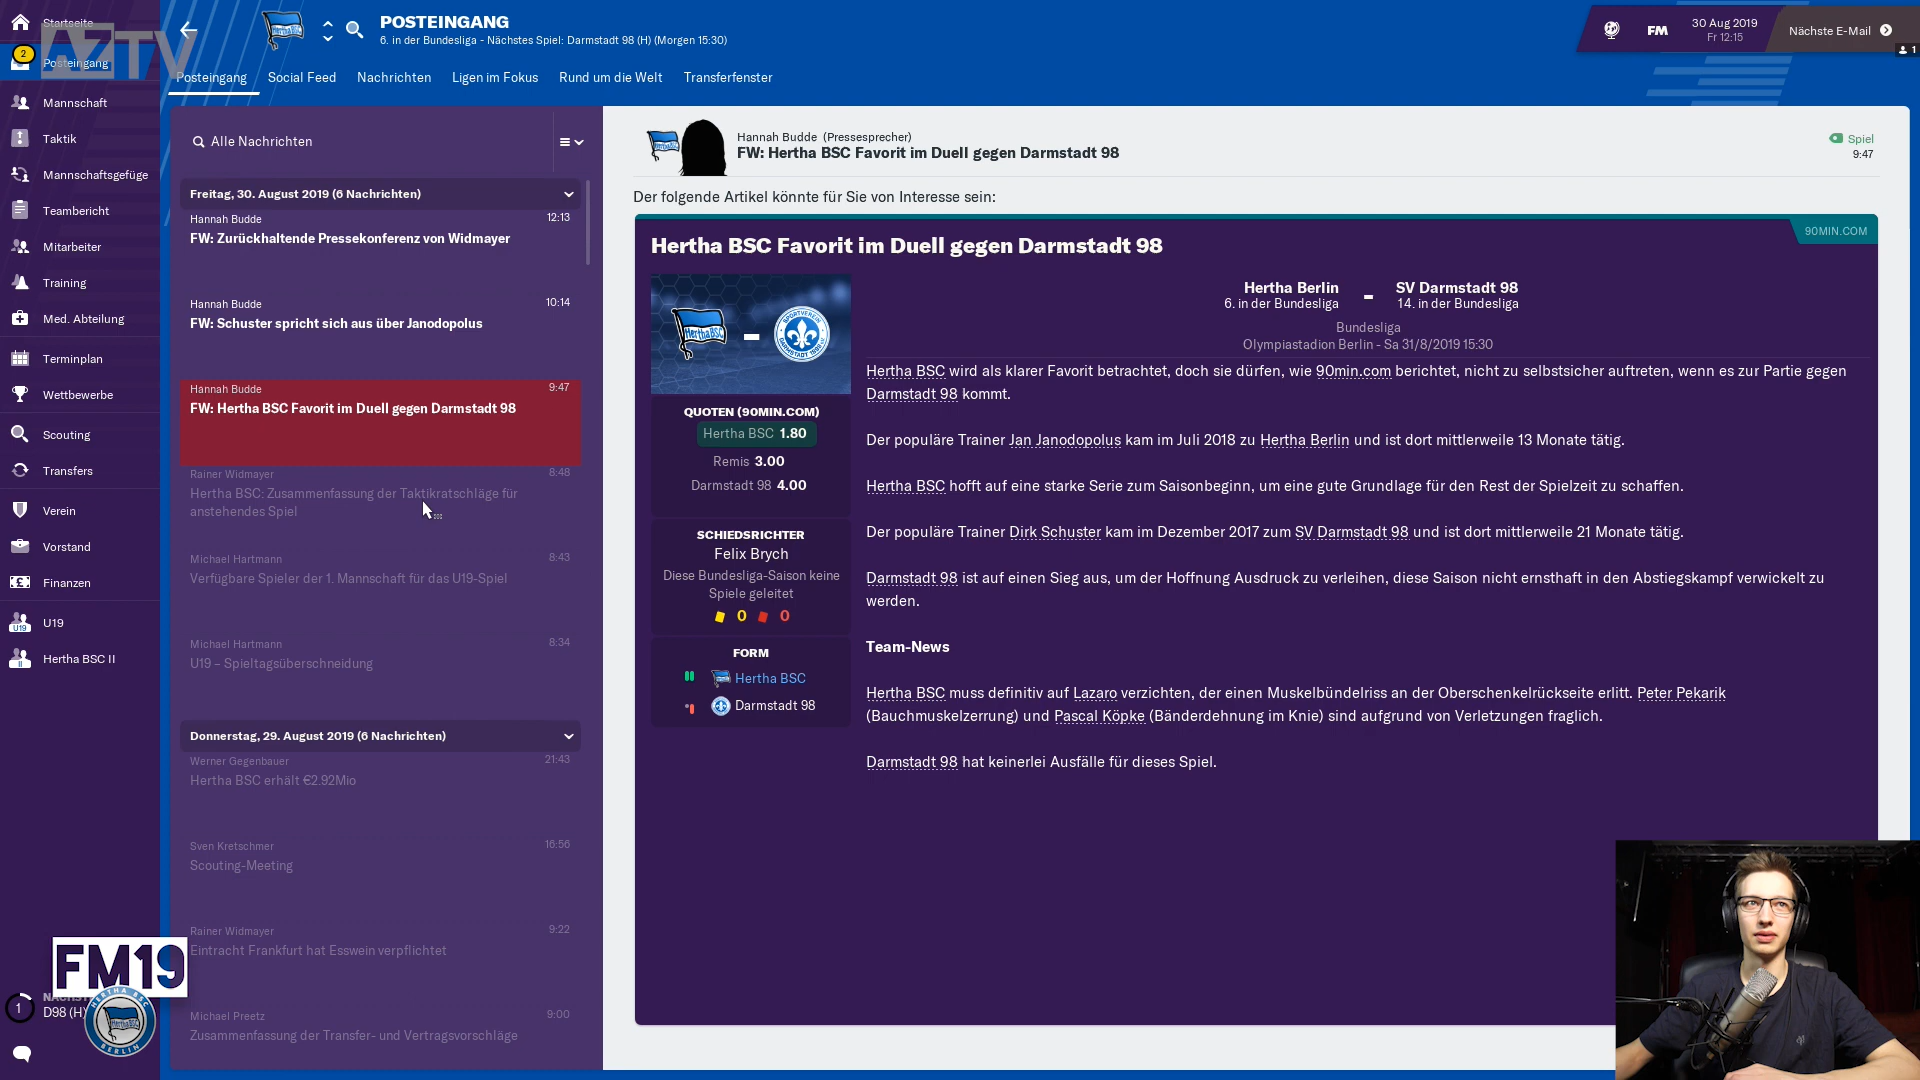 Startseite
AZTV
2
Posteingang
Mannschaft
Taktik
Mannschaftsgefüge
Teambericht
Mitarbeiter
Training
Med. Abteilung
Terminplan
Wettbewerbe
Scouting
Transfers
Verein
Vorstand
Finanzen
U19
U19
Hertha BSC II
II
FM19
1
D98 (H)
HERTHA BSC
HerthaBSC
BERLIN
HerthaBSC
POSTEINGANG
6. in der Bundesliga - Nächstes Spiel: Darmstadt 98 (H) (Morgen 15:30)
FM
30 Aug 2019
Fr 12:15
Nächste E-Mail
1
Posteingang
Social Feed
Nachrichten
Ligen im Fokus
Rund um die Welt
Transferfenster
Alle Nachrichten
Freitag, 30. August 2019 (6 Nachrichten)
Hannah Budde 12:13
FW: Zurückhaltende Pressekonferenz von Widmayer
Hannah Budde 10:14
FW: Schuster spricht sich aus über Janodopolus
Hannah Budde 9:47
FW: Hertha BSC Favorit im Duell gegen Darmstadt 98
Rainer Widmayer 8:48
Hertha BSC: Zusammenfassung der Taktikratschläge für
anstehendes Spiel
Michael Hartmann 8:43
Verfügbare Spieler der 1. Mannschaft für das U19-Spiel
Michael Hartmann 8:34
U19 – Spieltagsüberschneidung
Donnerstag, 29. August 2019 (6 Nachrichten)
Werner Gegenbauer 21:43
Hertha BSC erhält €2.92Mio
Sven Kretschmer 16:56
Scouting-Meeting
Rainer Widmayer 9:22
Eintracht Frankfurt hat Esswein verpflichtet
Michael Preetz 9:00
Zusammenfassung der Transfer- und Vertragsvorschläge
Hannah Budde (Pressesprecher)
FW: Hertha BSC Favorit im Duell gegen Darmstadt 98
Spiel
9:47
Der folgende Artikel könnte für Sie von Interesse sein:
90MIN.COM
Hertha BSC Favorit im Duell gegen Darmstadt 98
HerthaBSC - SPORTVEREIN DARMSTADT 1898 e.V.
QUOTEN (90MIN.COM)
Hertha BSC 1.80
Remis 3.00
Darmstadt 98 4.00
SCHIEDSRICHTER
Felix Brych
Diese Bundesliga-Saison keine
Spiele geleitet
0 0
FORM
Hertha BSC
Darmstadt 98
Hertha Berlin - SV Darmstadt 98
6. in der Bundesliga 14. in der Bundesliga
Bundesliga
Olympiastadion Berlin - Sa 31/8/2019 15:30
Hertha BSC wird als klarer Favorit betrachtet, doch sie dürfen, wie 90min.com berichtet, nicht zu selbstsicher auftreten, wenn es zur Partie gegen
Darmstadt 98 kommt.
Der populäre Trainer Jan Janodopolus kam im Juli 2018 zu Hertha Berlin und ist dort mittlerweile 13 Monate tätig.
Hertha BSC hofft auf eine starke Serie zum Saisonbeginn, um eine gute Grundlage für den Rest der Spielzeit zu schaffen.
Der populäre Trainer Dirk Schuster kam im Dezember 2017 zum SV Darmstadt 98 und ist dort mittlerweile 21 Monate tätig.
Darmstadt 98 ist auf einen Sieg aus, um der Hoffnung Ausdruck zu verleihen, diese Saison nicht ernsthaft in den Abstiegskampf verwickelt zu
werden.
Team-News
Hertha BSC muss definitiv auf Lazaro verzichten, der einen Muskelbündelriss an der Oberschenkelrückseite erlitt. Peter Pekarik
(Bauchmuskelzerrung) und Pascal Köpke (Bänderdehnung im Knie) sind aufgrund von Verletzungen fraglich.
Darmstadt 98 hat keinerlei Ausfälle für dieses Spiel.